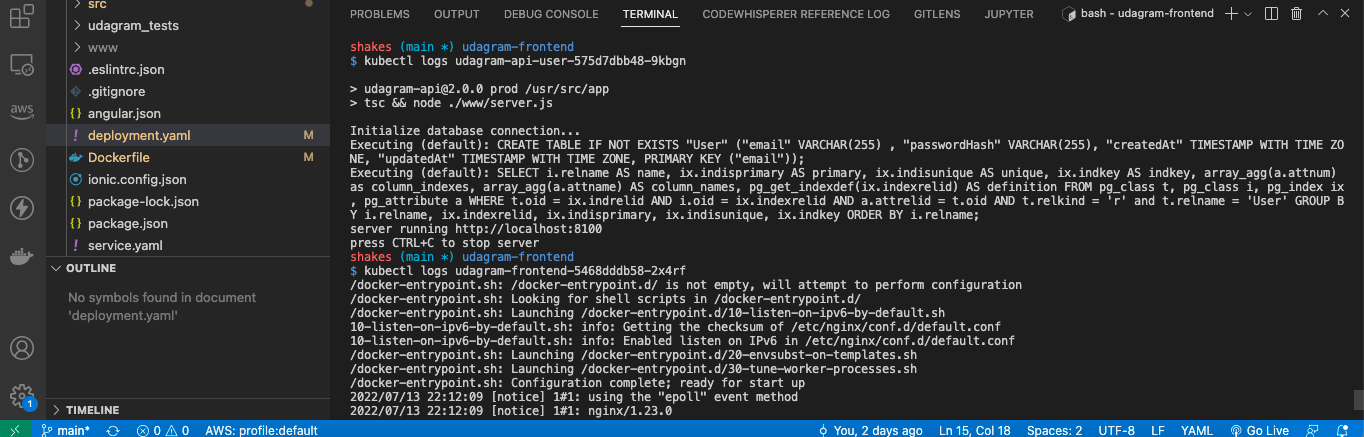 src
udagram_tests
www
.eslintrc.json
.gitignore
angular.json
deployment.yaml M
Dockerfile M
ionic.config.json
package-lock.json
package.json
service.yaml
OUTLINE
No symbols found in document
'deployment.yaml'
TIMELINE
aws
1
PROBLEMS OUTPUT DEBUG CONSOLE TERMINAL CODEWHISPERER REFERENCE LOG GITLENS JUPYTER bash - udagram-frontend
shakes (main *) udagram-frontend
$ kubectl logs udagram-api-user-575d7dbb48-9kbgn
> udagram-api@2.0.0 prod /usr/src/app
> tsc && node ./www/server.js
Initialize database connection...
Executing (default): CREATE TABLE IF NOT EXISTS "User" ("email" VARCHAR(255) , "passwordHash" VARCHAR(255), "createdAt" TIMESTAMP WITH TIME ZO
NE, "updatedAt" TIMESTAMP WITH TIME ZONE, PRIMARY KEY ("email"));
Executing (default): SELECT i.relname AS name, ix.indisprimary AS primary, ix.indisunique AS unique, ix.indkey AS indkey, array_agg(a.attnum)
as column_indexes, array_agg(a.attname) AS column_names, pg_get_indexdef(ix.indexrelid) AS definition FROM pg_class t, pg_class i, pg_index ix
, pg_attribute a WHERE t.oid = ix.indrelid AND i.oid = ix.indexrelid AND a.attrelid = t.oid AND t.relkind = 'r' and t.relname = 'User' GROUP B
Y i.relname, ix.indexrelid, ix.indisprimary, ix.indisunique, ix.indkey ORDER BY i.relname;
server running http://localhost:8100
press CTRL+C to stop server
shakes (main *) udagram-frontend
$ kubectl logs udagram-frontend-5468dddb58-2x4rf
/docker-entrypoint.sh: /docker-entrypoint.d/ is not empty, will attempt to perform configuration
/docker-entrypoint.sh: Looking for shell scripts in /docker-entrypoint.d/
/docker-entrypoint.sh: Launching /docker-entrypoint.d/10-listen-on-ipv6-by-default.sh
10-listen-on-ipv6-by-default.sh: info: Getting the checksum of /etc/nginx/conf.d/default.conf
10-listen-on-ipv6-by-default.sh: info: Enabled listen on IPv6 in /etc/nginx/conf.d/default.conf
/docker-entrypoint.sh: Launching /docker-entrypoint.d/20-envsubst-on-templates.sh
/docker-entrypoint.sh: Launching /docker-entrypoint.d/30-tune-worker-processes.sh
/docker-entrypoint.sh: Configuration complete; ready for start up
2022/07/13 22:12:09 [notice] 1#1: using the "epoll" event method
2022/07/13 22:12:09 [notice] 1#1: nginx/1.23.0
main* 0 0 AWS: profile:default You, 2 days ago Ln 15, Col 18 Spaces: 2 UTF-8 LF YAML Go Live